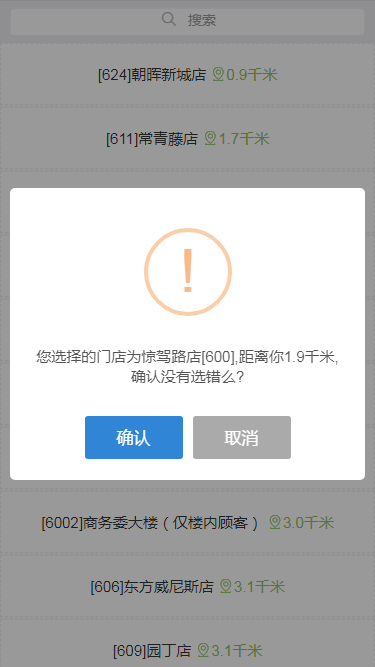 搜索
[624]朝晖新城店 0.9千米
[611]常青藤店 1.7千米
!
您选择的门店为惊驾路店[600],距离你1.9千米,
确认没有选错么?
确认 取消
[6002]商务委大楼（仅楼内顾客） 3.0千米
[606]东方威尼斯店 3.1千米
[609]园丁店 3.1千米